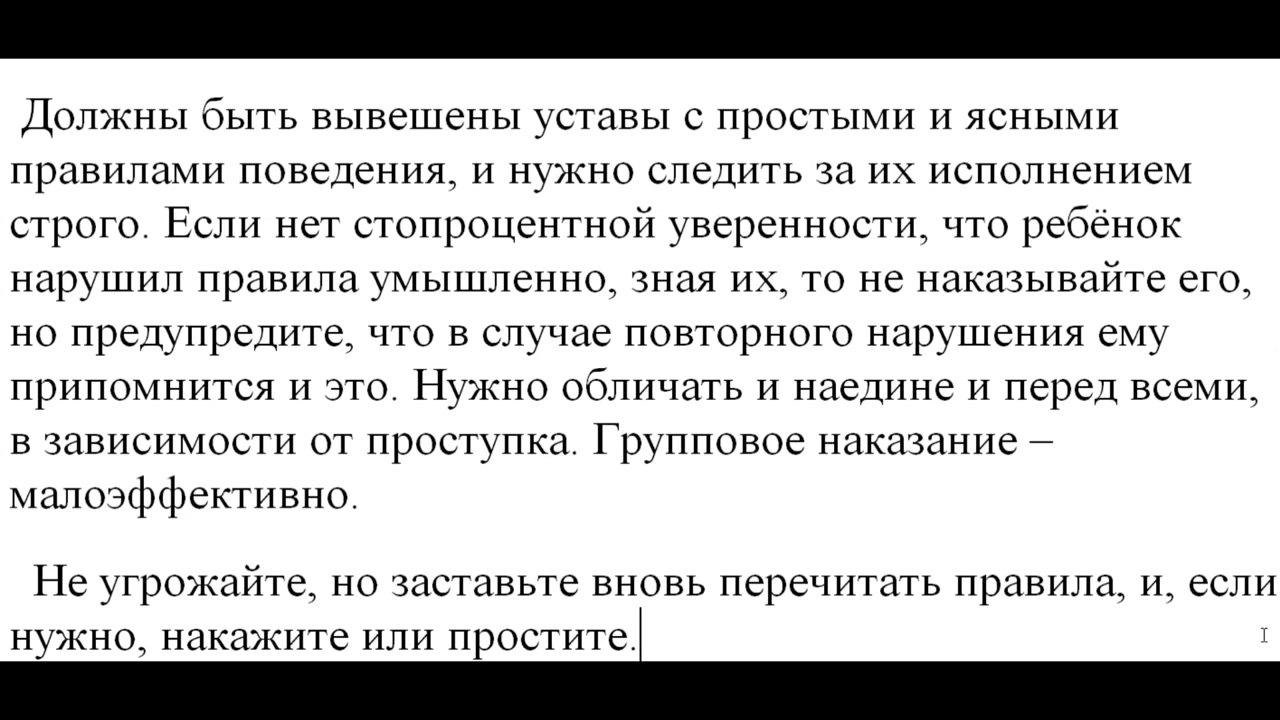 Должны быть вывешены уставы с простыми и ясными
правилами поведения, и нужно следить за их исполнением
строго. Если нет стопроцентной уверенности, что ребёнок
нарушил правила умышленно, зная их, то не наказывайте его,
но предупредите, что в случае повторного нарушения ему
припомнится и это. Нужно обличать и наедине и перед всеми,
в зависимости от проступка. Групповое наказание –
малоэффективно.
Не угрожайте, но заставьте вновь перечитать правила, и, если
нужно, накажите или простите.